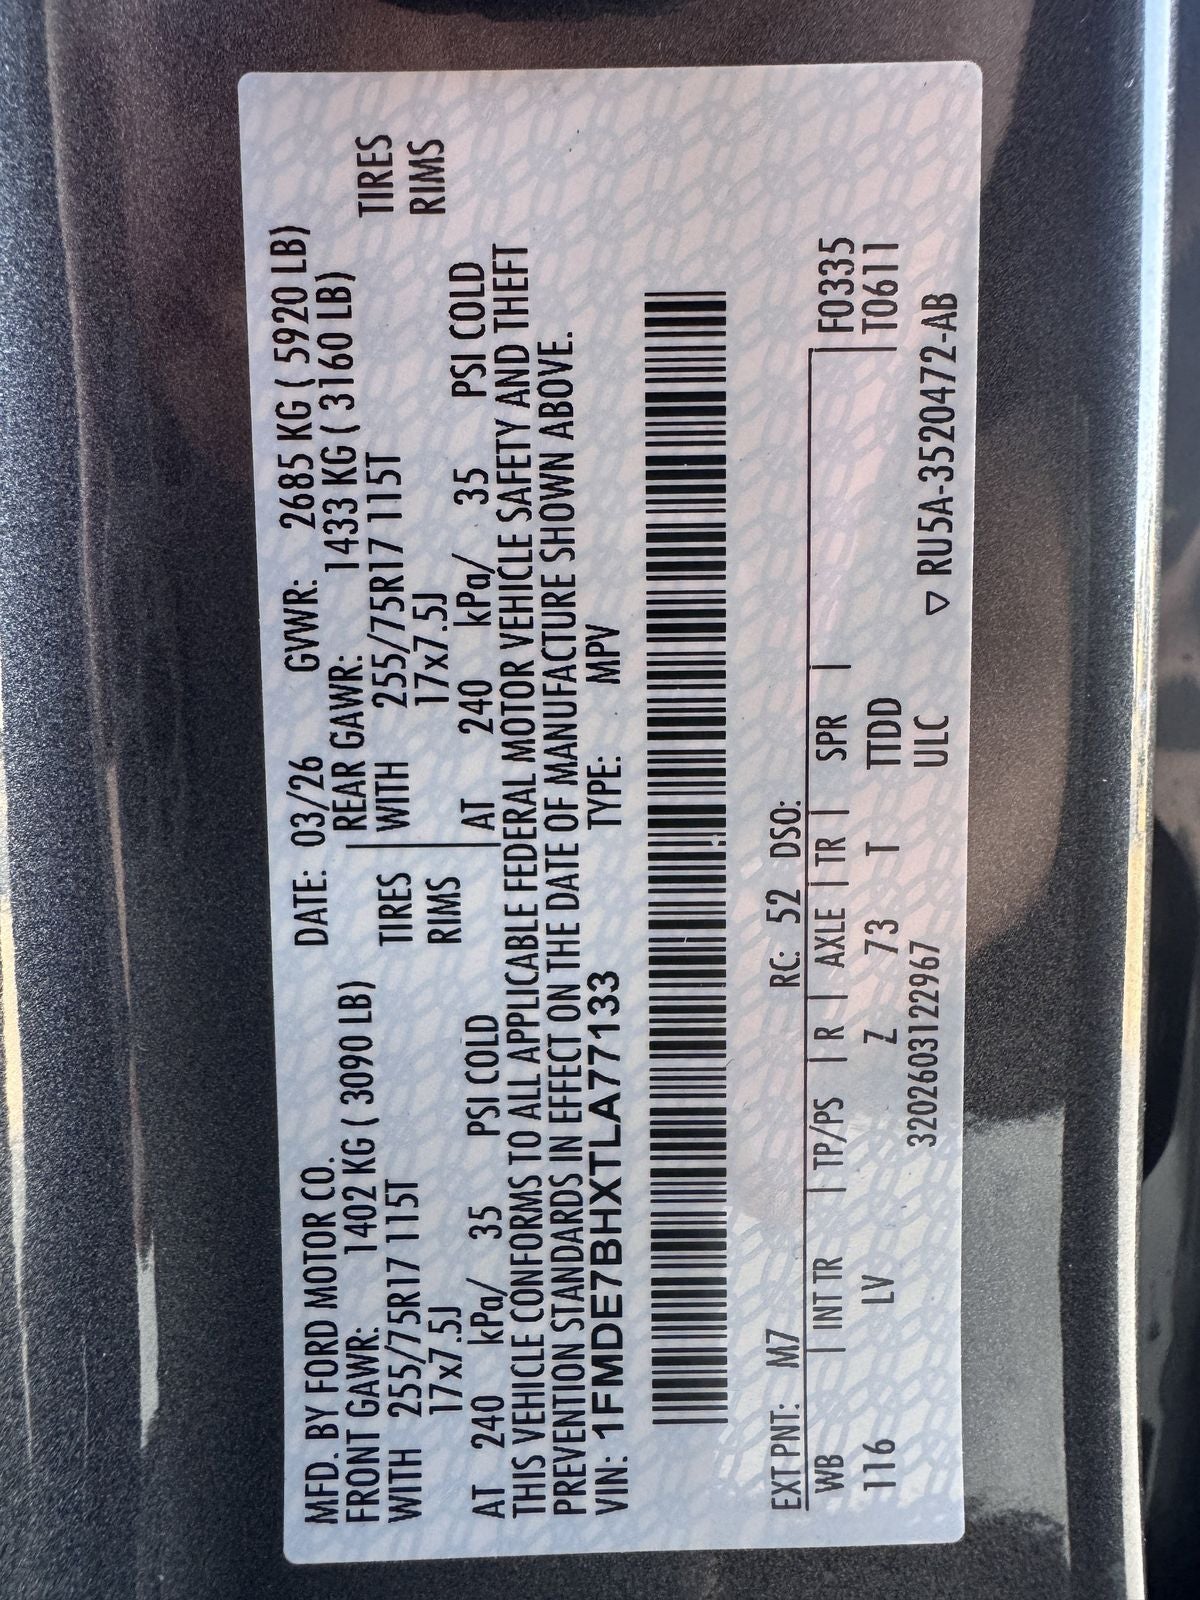 MFD. BY FORD MOTOR CO. DATE: 03/26 GVWR: 2685 KG ( 5920 LB)
FRONT GAWR: 1402 KG ( 3090 LB) REAR GAWR: 1433 KG ( 3160 LB)
WITH 255/75R17 115T TIRES WITH 255/75R17 115T TIRES
17x7.5J RIMS 17x7.5J RIMS
AT 240 kPa/ 35 PSI COLD AT 240 kPa/ 35 PSI COLD
THIS VEHICLE CONFORMS TO ALL APPLICABLE FEDERAL MOTOR VEHICLE SAFETY AND THEFT
PREVENTION STANDARDS IN EFFECT ON THE DATE OF MANUFACTURE SHOWN ABOVE.
VIN: 1FMDE7BHXTLA77133 TYPE: MPV
EXT PNT: M7 RC: 52 DSO:
WB | INT TR | TP/PS | R | AXLE | TR | SPR | F0335
116 LV Z 73 T TTDD T0611
3202603122967 ULC
▽ RU5A-3520472-AB